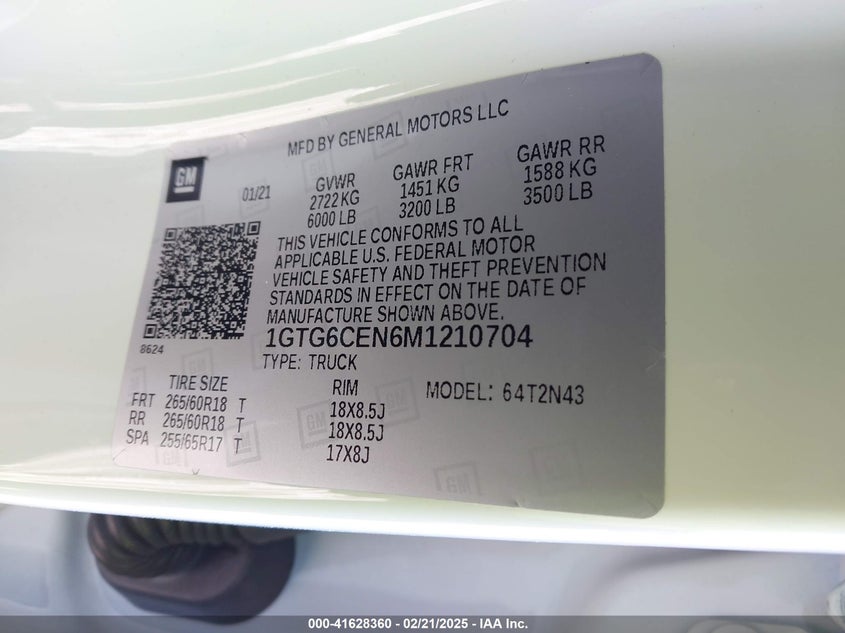 MFD BY GENERAL MOTORS LLC
GM
01/21
GVWR
2722 KG
6000 LB
GAWR FRT
1451 KG
3200 LB
GAWR RR
1588 KG
3500 LB
THIS VEHICLE CONFORMS TO ALL
APPLICABLE U.S. FEDERAL MOTOR
VEHICLE SAFETY AND THEFT PREVENTION
STANDARDS IN EFFECT ON THE DATE OF
MANUFACTURE SHOWN ABOVE.
8624
1GTG6CEN6M1210704
TYPE: TRUCK
TIRE SIZE
RIM
MODEL: 64T2N43
FRT 265/60R18 T 18X8.5J
RR 265/60R18 T 18X8.5J
SPA 255/65R17 T 17X8J
000-41628360 - 02/21/2025 - IAA Inc.